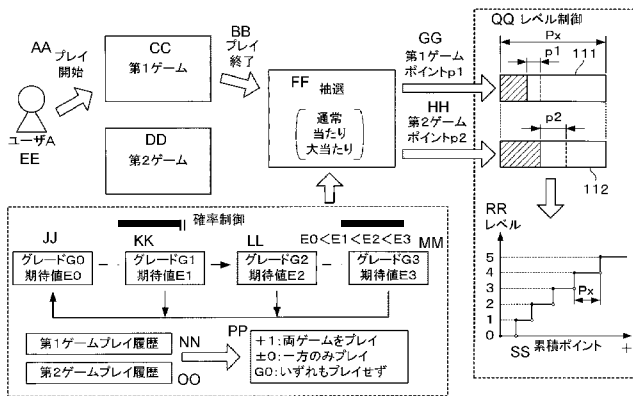 AA プレイ
開始
ユーザA
EE
CC
第1ゲーム
DD
第2ゲーム
BB
プレイ
終了
FF 抽選
通常
当たり
大当たり
GG
第1ゲーム
ポイントp1
HH
第2ゲーム
ポイントp2
QQ レベル制御
Px
p1
111
p2
112
RR
レベル
5
4
3
2
1
0
Px
SS 累積ポイント
+
確率制御
E0<E1<E2<E3
JJ
グレードG0
期待値E0
KK
グレードG1
期待値E1
LL
グレードG2
期待値E2
MM
グレードG3
期待値E3
第1ゲームプレイ履歴
NN
第2ゲームプレイ履歴
OO
PP
+1:両ゲームをプレイ
±0:一方のみプレイ
G0:いずれもプレイせず